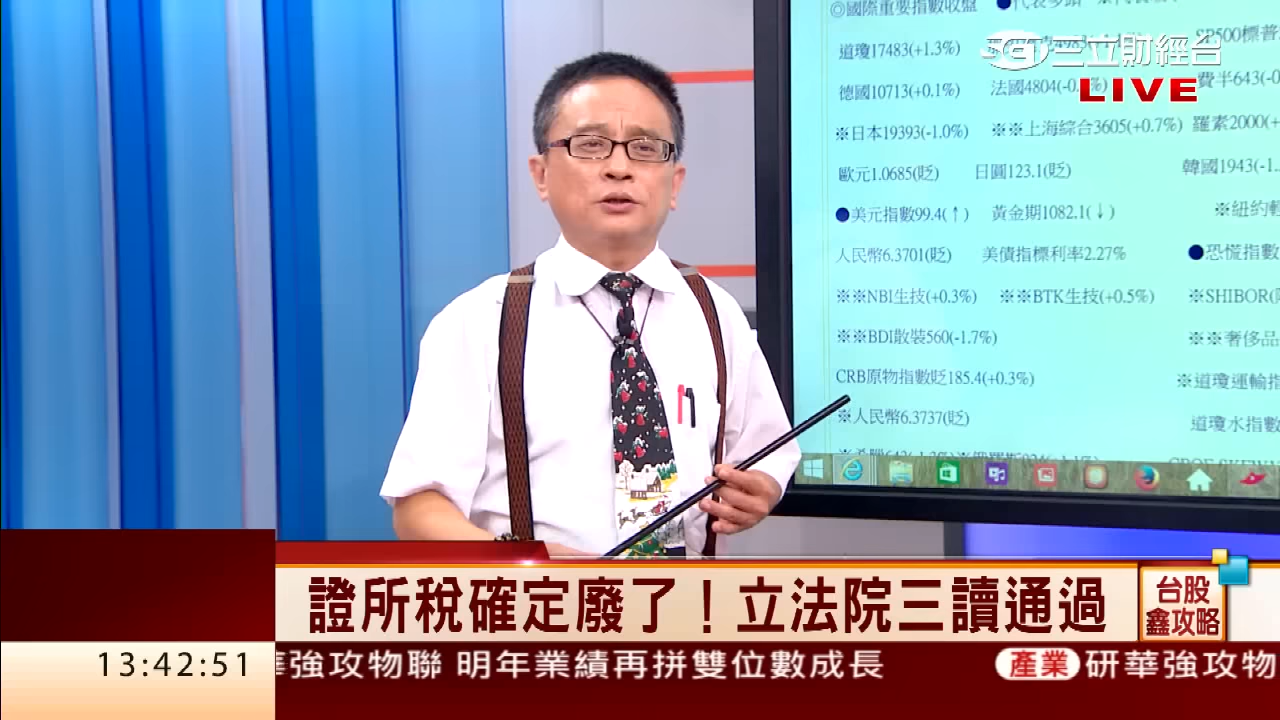 ◎國際重要指數收盤
道瓊17483(+1.3%)
SP500標普
三立財經台
LIVE
德國10713(+0.1%) 法國4804(-0.
費半643(-0
※日本19393(-1.0%) ※※上海綜合3605(+0.7%) 羅素2000(+
歐元1.0685(貶) 日圓123.1(貶) 韓國1943(-1.
●美元指數99.4(↑) 黃金期1082.1(↓) ※紐約輕
人民幣6.3701(貶) 美債指標利率2.27% ●恐慌指數
※※NBI生技(+0.3%) ※※BTK生技(+0.5%) ※SHIBOR(
※※BDI散裝560(-1.7%) ※※奢侈品
CRB原物指數貶185.4(+0.3%) ※道瓊運輸指
※人民幣6.3737(貶) 道瓊水指數
證所稅確定廢了！立法院三讀通過
台股
鑫攻略
13:42:51
華強攻物聯 明年業績再拼雙位數成長 產業 研華強攻物